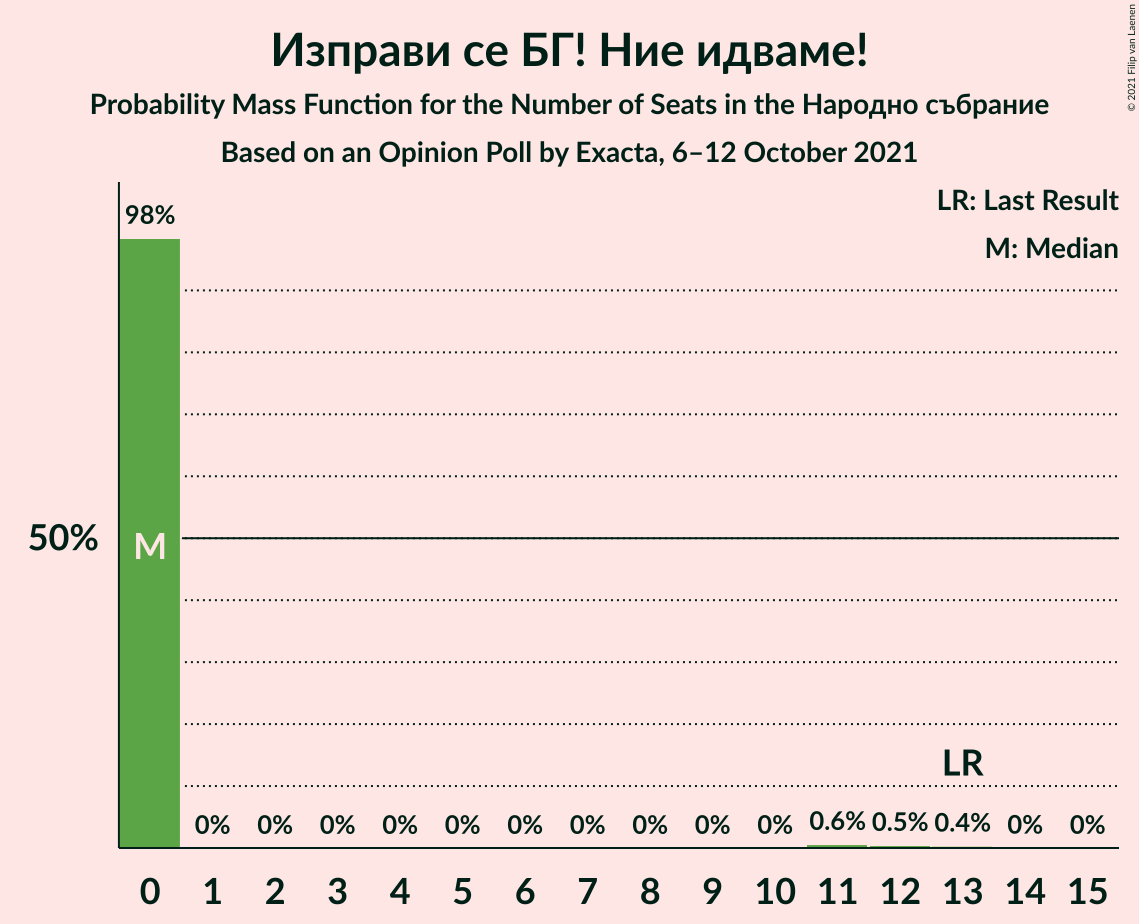 Изправи се БГ! Ние идваме!
Probability Mass Function for the Number of Seats in the Народно събрание
Based on an Opinion Poll by Exacta, 6–12 October 2021
© 2021 Filip van Laenen
LR: Last Result
M: Median
98%
50%
M
LR
0% 0% 0% 0% 0% 0% 0% 0% 0% 0% 0.6% 0.5% 0.4% 0% 0%
0 1 2 3 4 5 6 7 8 9 10 11 12 13 14 15